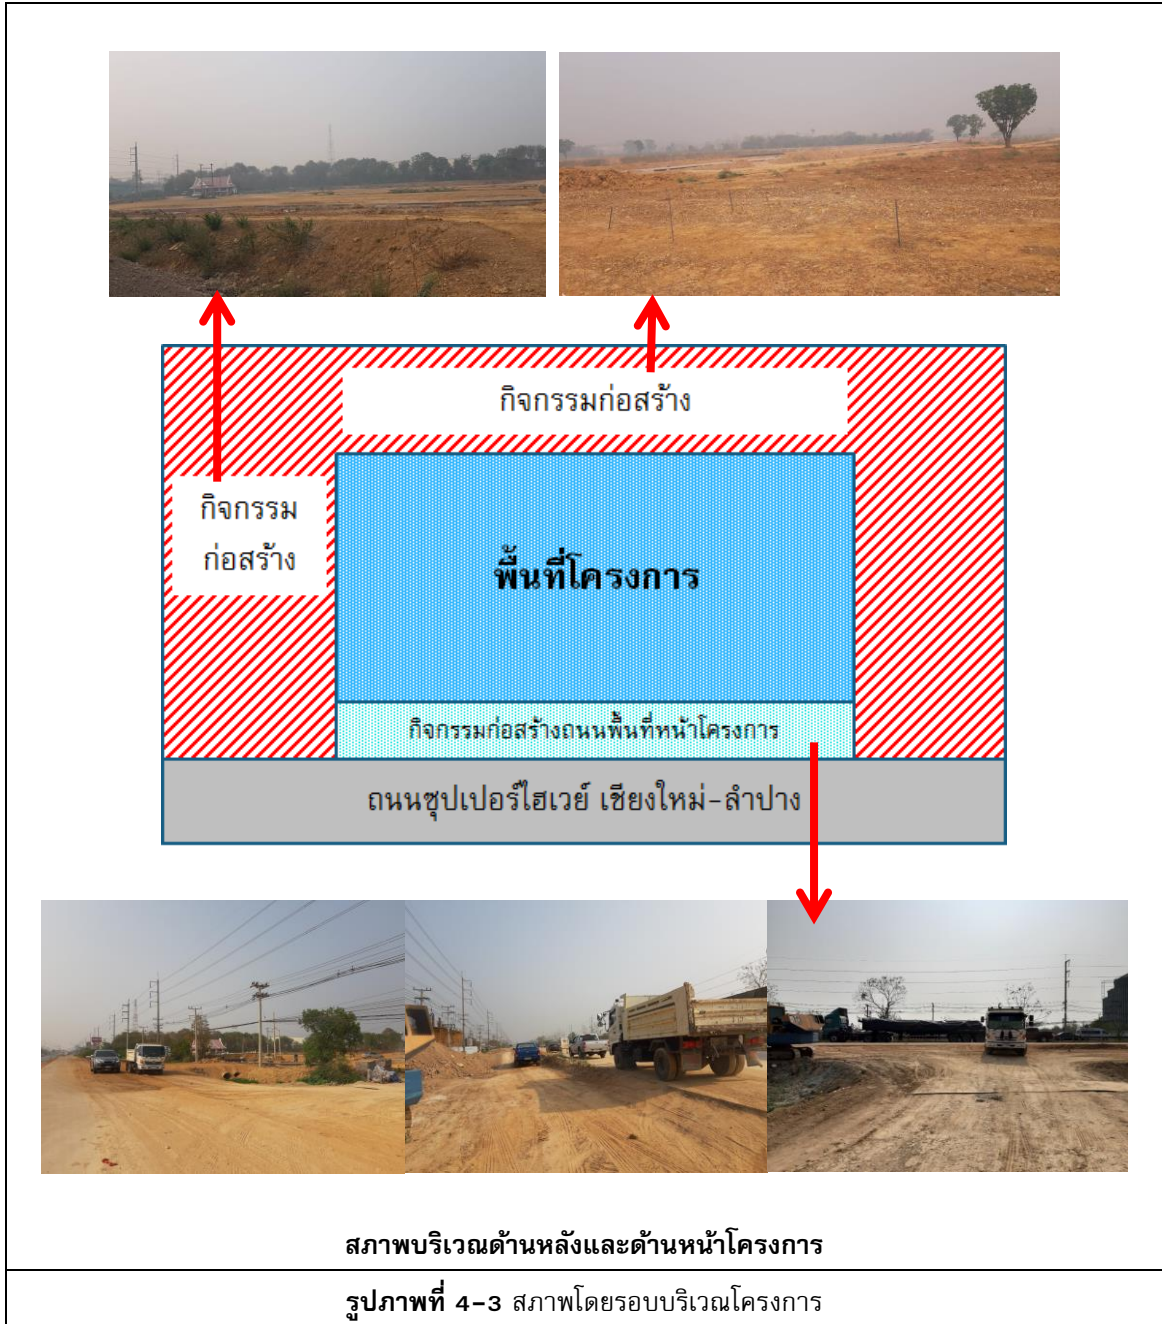 กิจกรรมก่อสร้าง
กิจกรรม
ก่อสร้าง
พื้นที่โครงการ
กิจกรรมก่อสร้างถนนพื้นที่หน้าโครงการ
ถนนซุปเปอร์ไฮเวย์ เชียงใหม่-ลำปาง
สภาพบริเวณด้านหลังและด้านหน้าโครงการ
รูปภาพที่ 4-3 สภาพโดยรอบบริเวณโครงการ